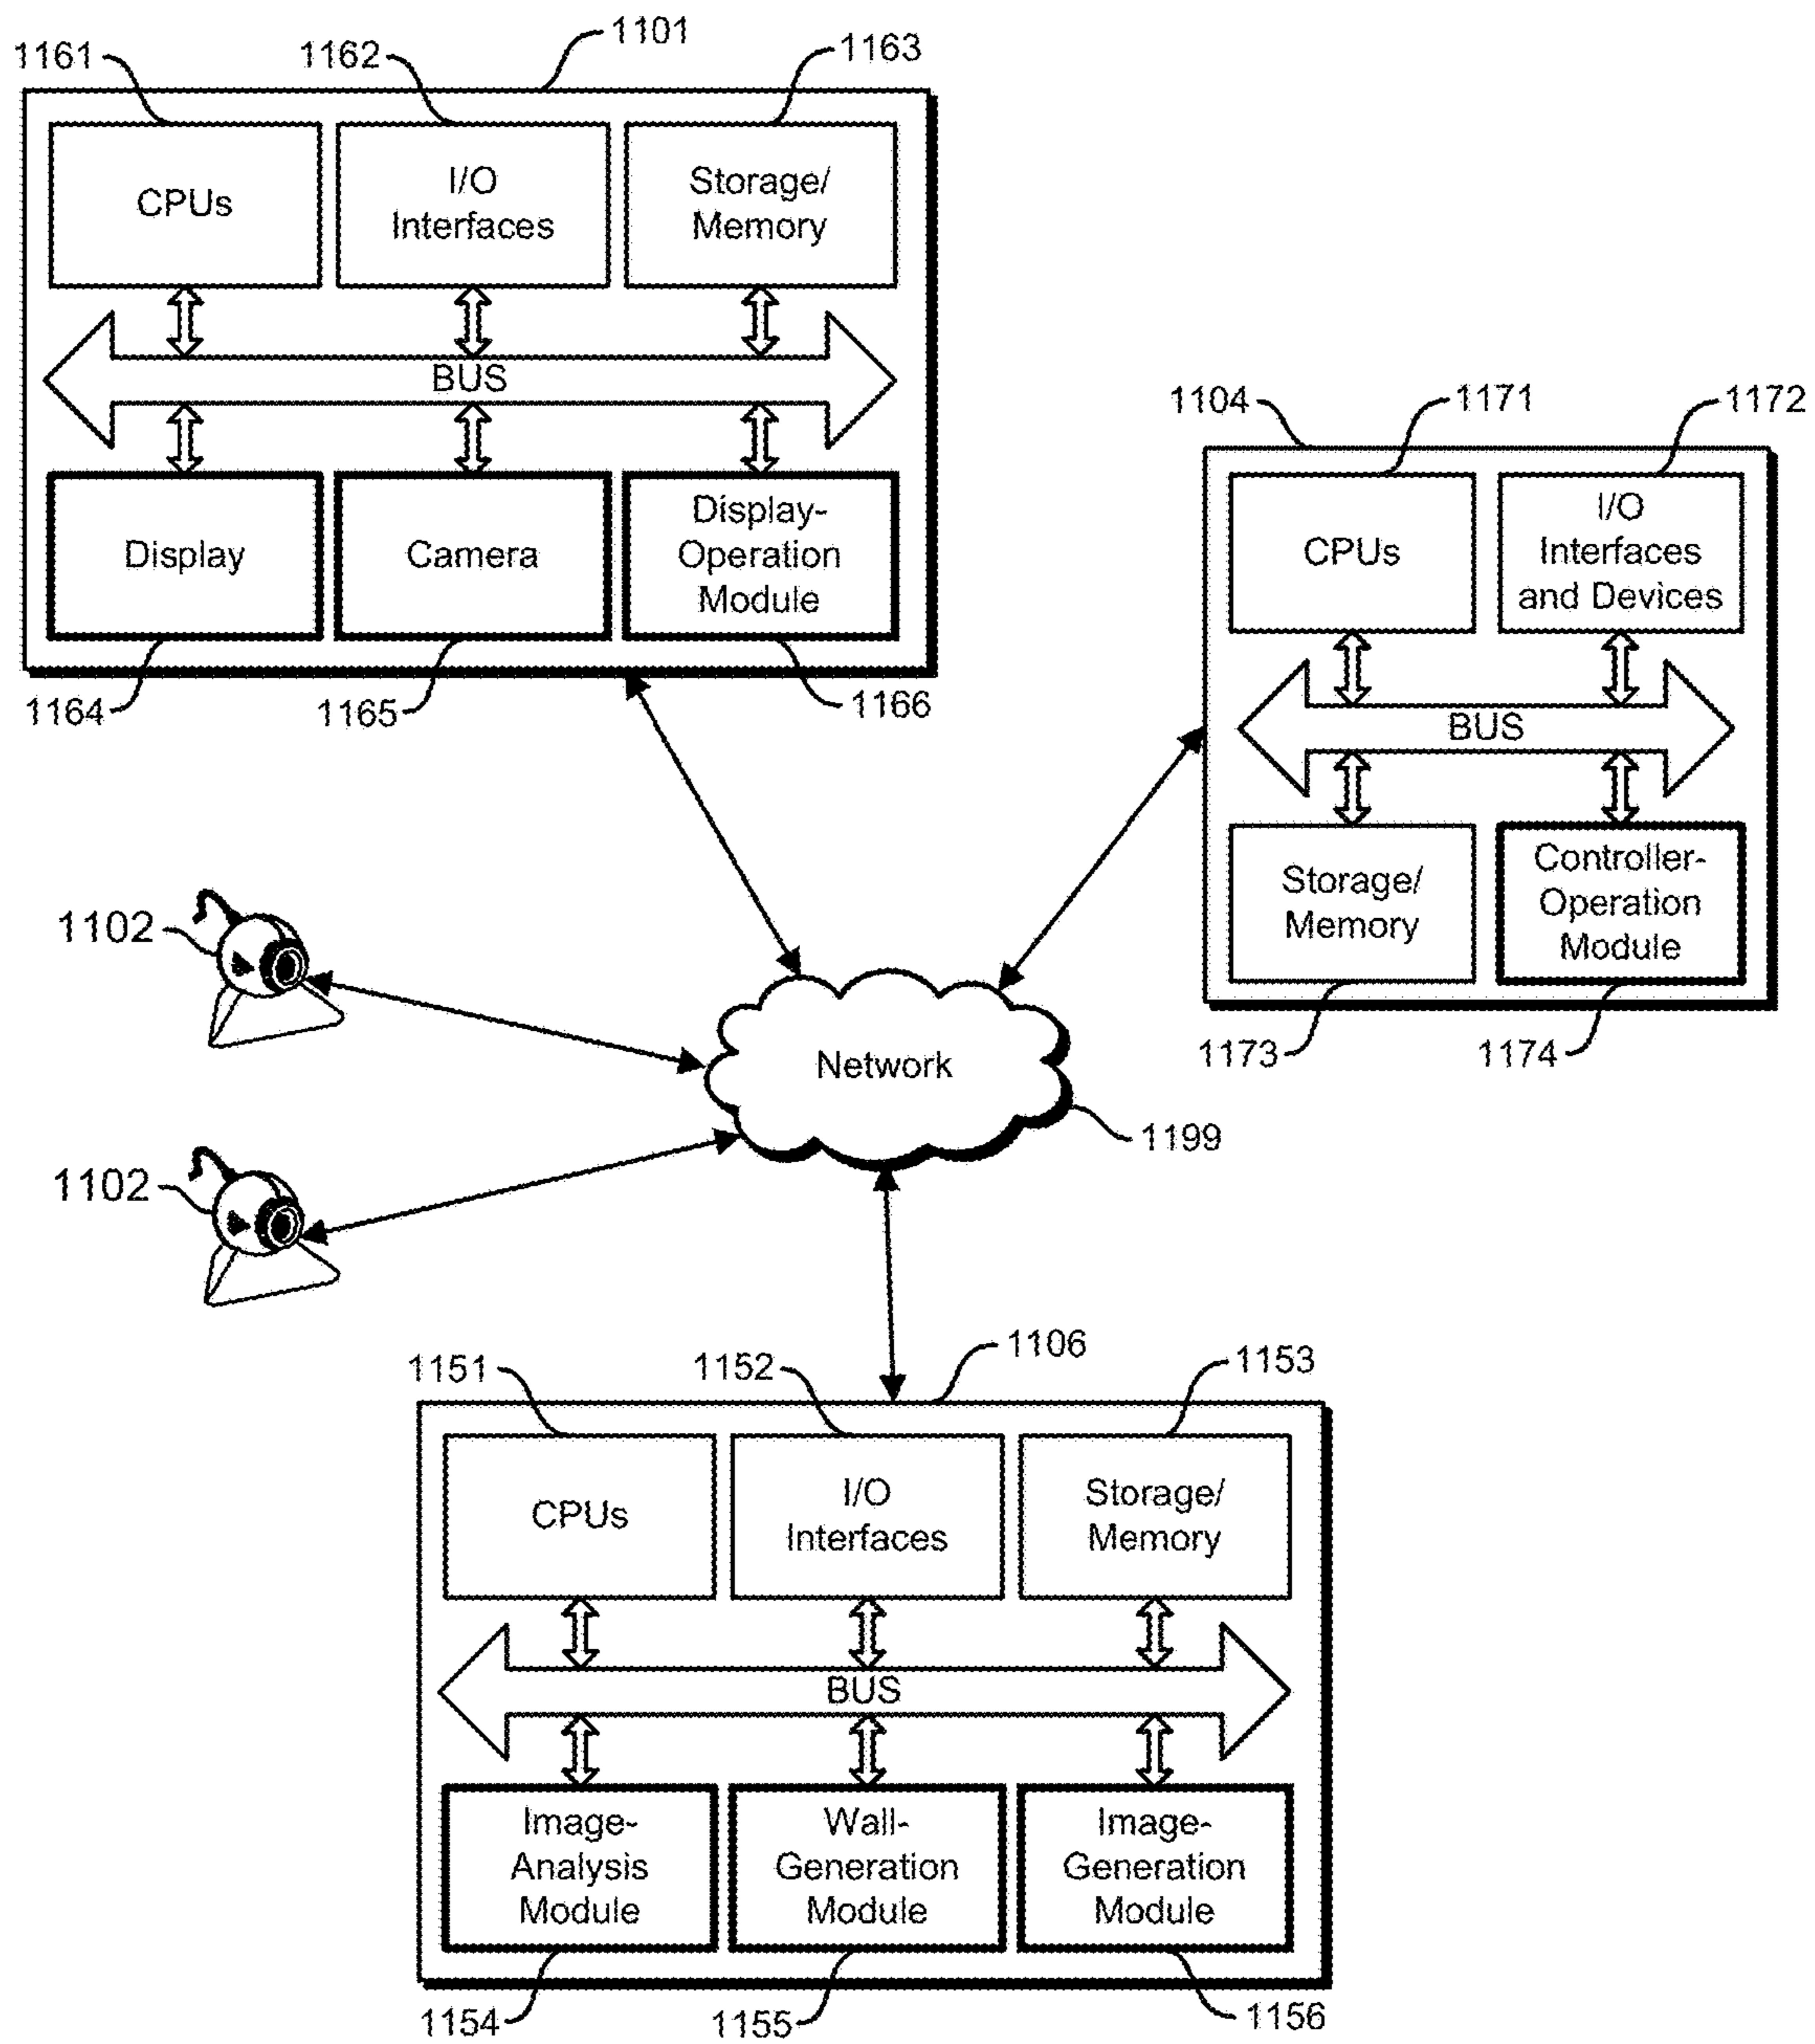 1101
1161
1162
1163
CPUs
I/O
Interfaces
Storage/
Memory
BUS
Display
Camera
Display-
Operation
Module
1164
1165
1166
1104
1171
1172
CPUs
I/O
Interfaces
and Devices
BUS
Storage/
Memory
Controller-
Operation
Module
1173
1174
1102
Network
1199
1102
1106
1151
1152
1153
CPUs
I/O
Interfaces
Storage/
Memory
BUS
Image-
Analysis
Module
Wall-
Generation
Module
Image-
Generation
Module
1154
1155
1156